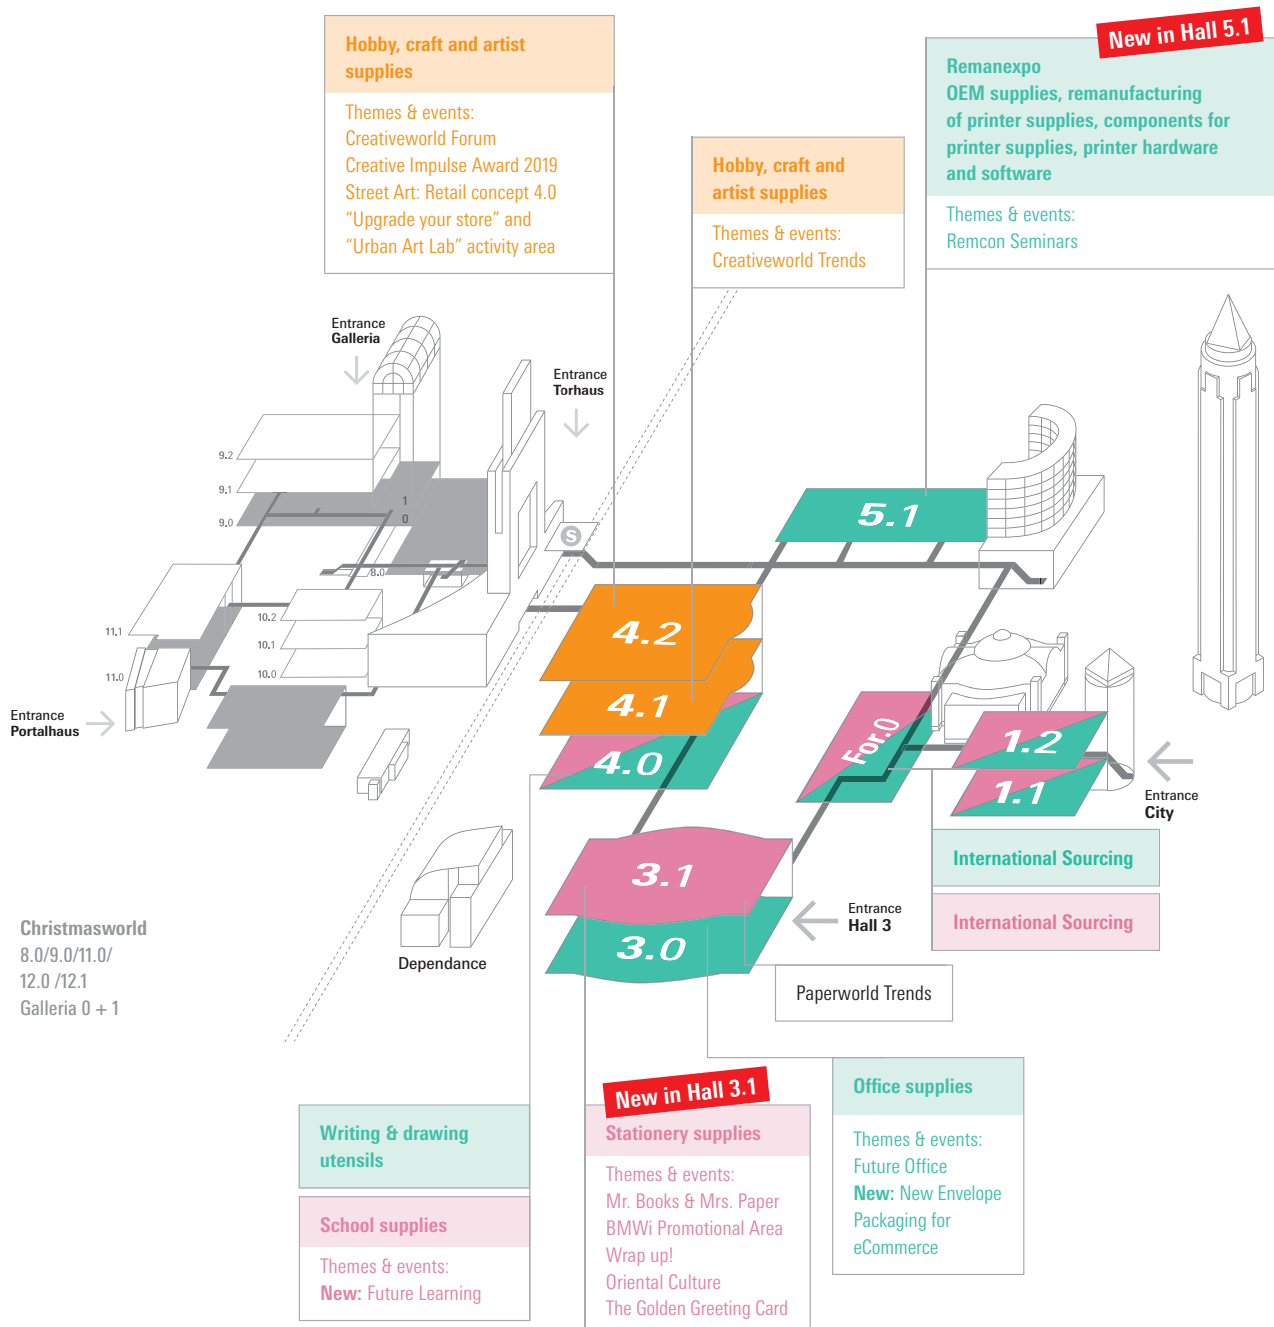 Hobby, craft and artist
supplies
Themes & events:
Creativeworld Forum
Creative Impulse Award 2019
Street Art: Retail concept 4.0
“Upgrade your store” and
“Urban Art Lab” activity area
Hobby, craft and
artist supplies
Themes & events:
Creativeworld Trends
New in Hall 5.1
Remanexpo
OEM supplies, remanufacturing
of printer supplies, components for
printer supplies, printer hardware
and software
Themes & events:
Remcon Seminars
Entrance
Galleria
Entrance
Torhaus
9.2
9.1
9.0
1
0
S
8.0
5.1
11.1
10.2
10.1
10.0
11.0
4.2
4.1
4.0
For.0
1.2
1.1
Entrance
Portalhaus
Entrance
City
3.1
3.0
International Sourcing
International Sourcing
Entrance
Hall 3
Dependance
Paperworld Trends
Christmasworld
8.0/9.0/11.0/
12.0 /12.1
Galleria 0 + 1
Writing & drawing
utensils
School supplies
Themes & events:
New: Future Learning
New in Hall 3.1
Stationery supplies
Themes & events:
Mr. Books & Mrs. Paper
BMWi Promotional Area
Wrap up!
Oriental Culture
The Golden Greeting Card
Office supplies
Themes & events:
Future Office
New: New Envelope
Packaging for
eCommerce